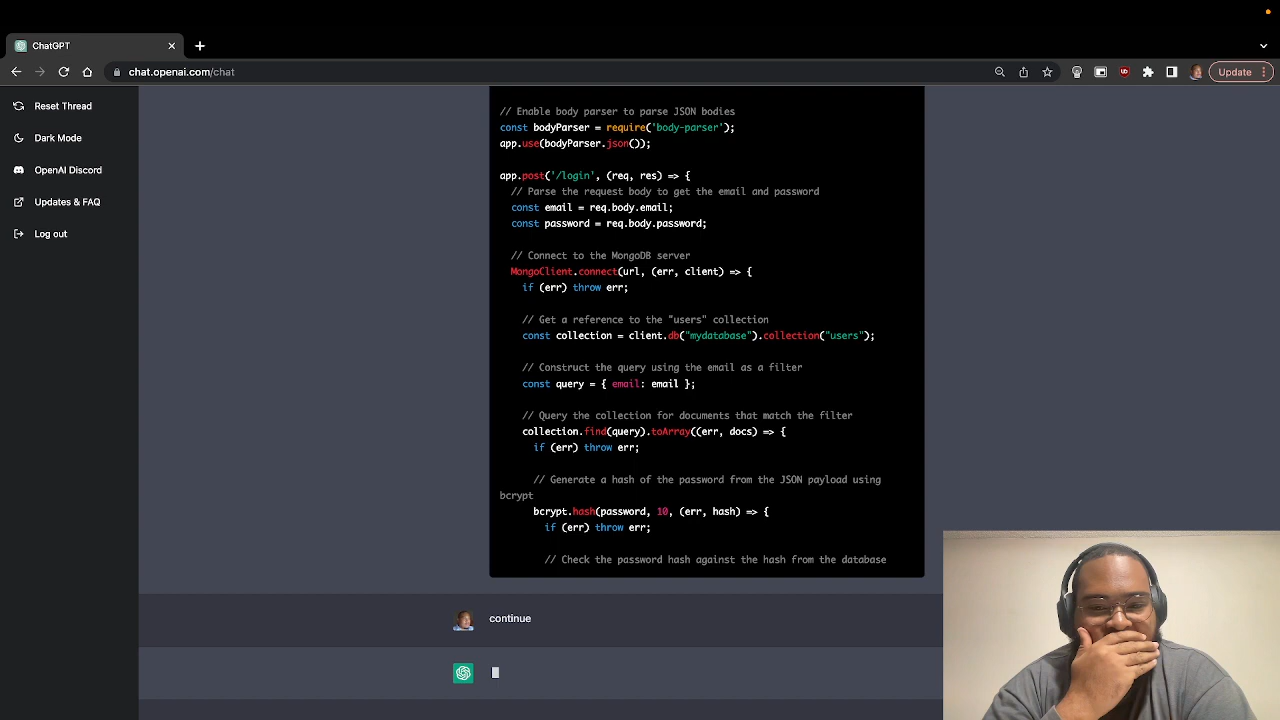 ChatGPT
chat.openai.com/chat
Update
Reset Thread
Dark Mode
OpenAI Discord
Updates & FAQ
Log out
// Enable body parser to parse JSON bodies
const bodyParser = require('body-parser');
app.use(bodyParser.json());
app.post('/login', (req, res) => {
// Parse the request body to get the email and password
const email = req.body.email;
const password = req.body.password;
// Connect to the MongoDB server
MongoClient.connect(url, (err, client) => {
if (err) throw err;
// Get a reference to the "users" collection
const collection = client.db("mydatabase").collection("users");
// Construct the query using the email as a filter
const query = { email: email };
// Query the collection for documents that match the filter
collection.find(query).toArray((err, docs) => {
if (err) throw err;
// Generate a hash of the password from the JSON payload using
bcrypt
bcrypt.hash(password, 10, (err, hash) => {
if (err) throw err;
// Check the password hash against the hash from the database
continue